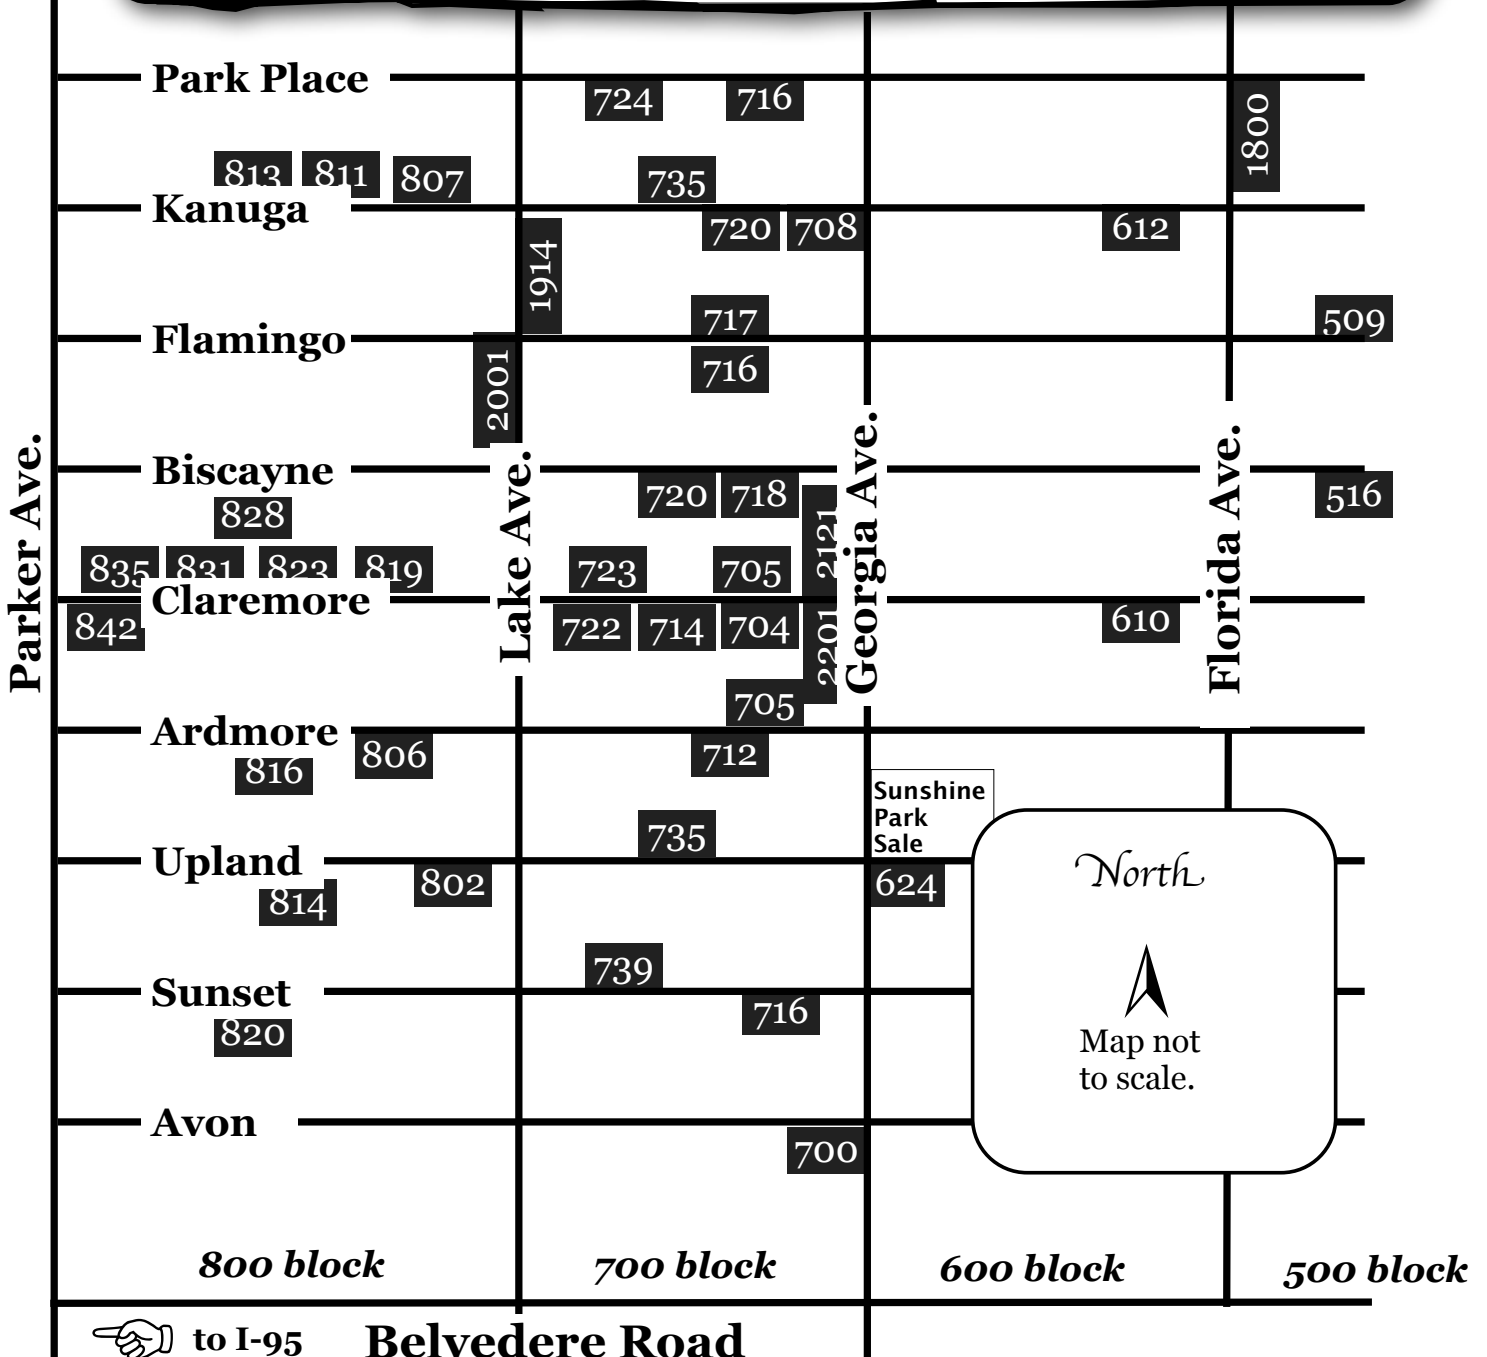 Park Place
724
716
1800
813
811
807
735
Kanuga
720
708
612
1914
717
509
Flamingo
716
2001
Parker Ave.
Lake Ave.
Georgia Ave.
Florida Ave.
Biscayne
720
718
516
828
2121
835
831
823
819
723
705
Claremore
842
722
714
704
2201
610
705
Ardmore
806
712
816
Sunshine
Park
Sale
735
Upland
802
624
814
North
739
Sunset
716
820
Map not
to scale.
Avon
700
800 block
700 block
600 block
500 block
to I-95
Belvedere Road